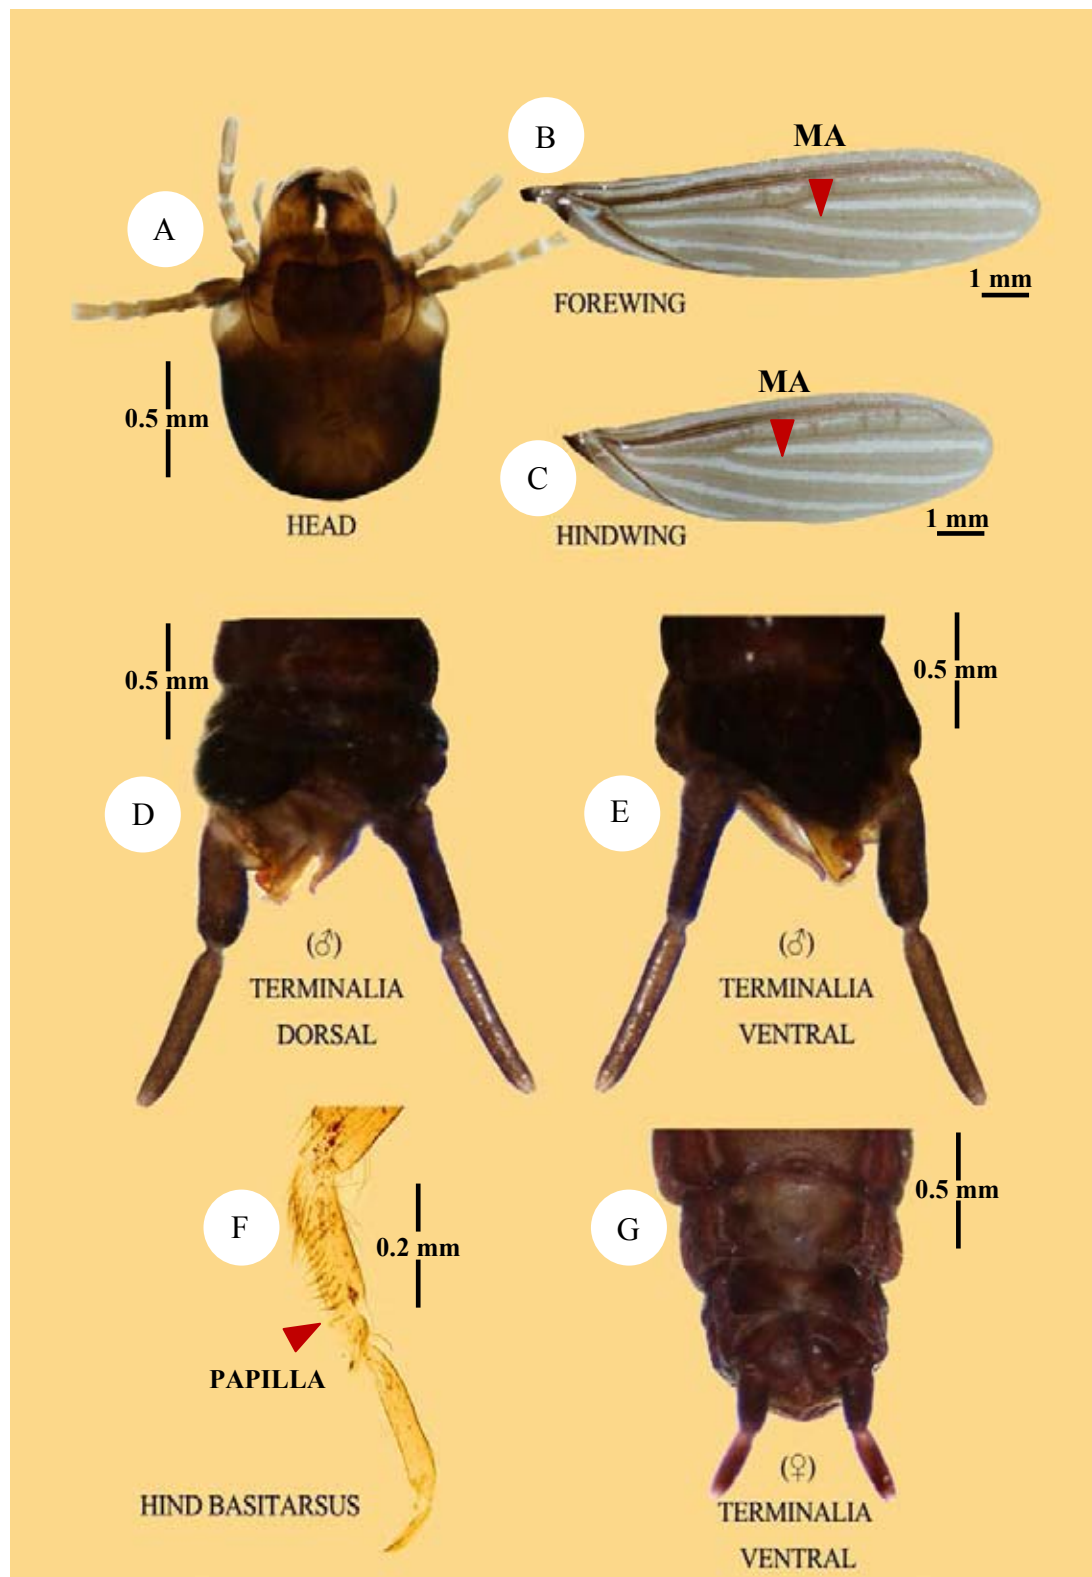 A
0.5 mm
HEAD
B
MA
1 mm
FOREWING
MA
C
1 mm
HINDWING
0.5 mm
D
(♂)
TERMINALIA
DORSAL
0.5 mm
E
(♂)
TERMINALIA
VENTRAL
F
0.2 mm
PAPILLA
HIND BASITARSUS
G
0.5 mm
(♀)
TERMINALIA
VENTRAL